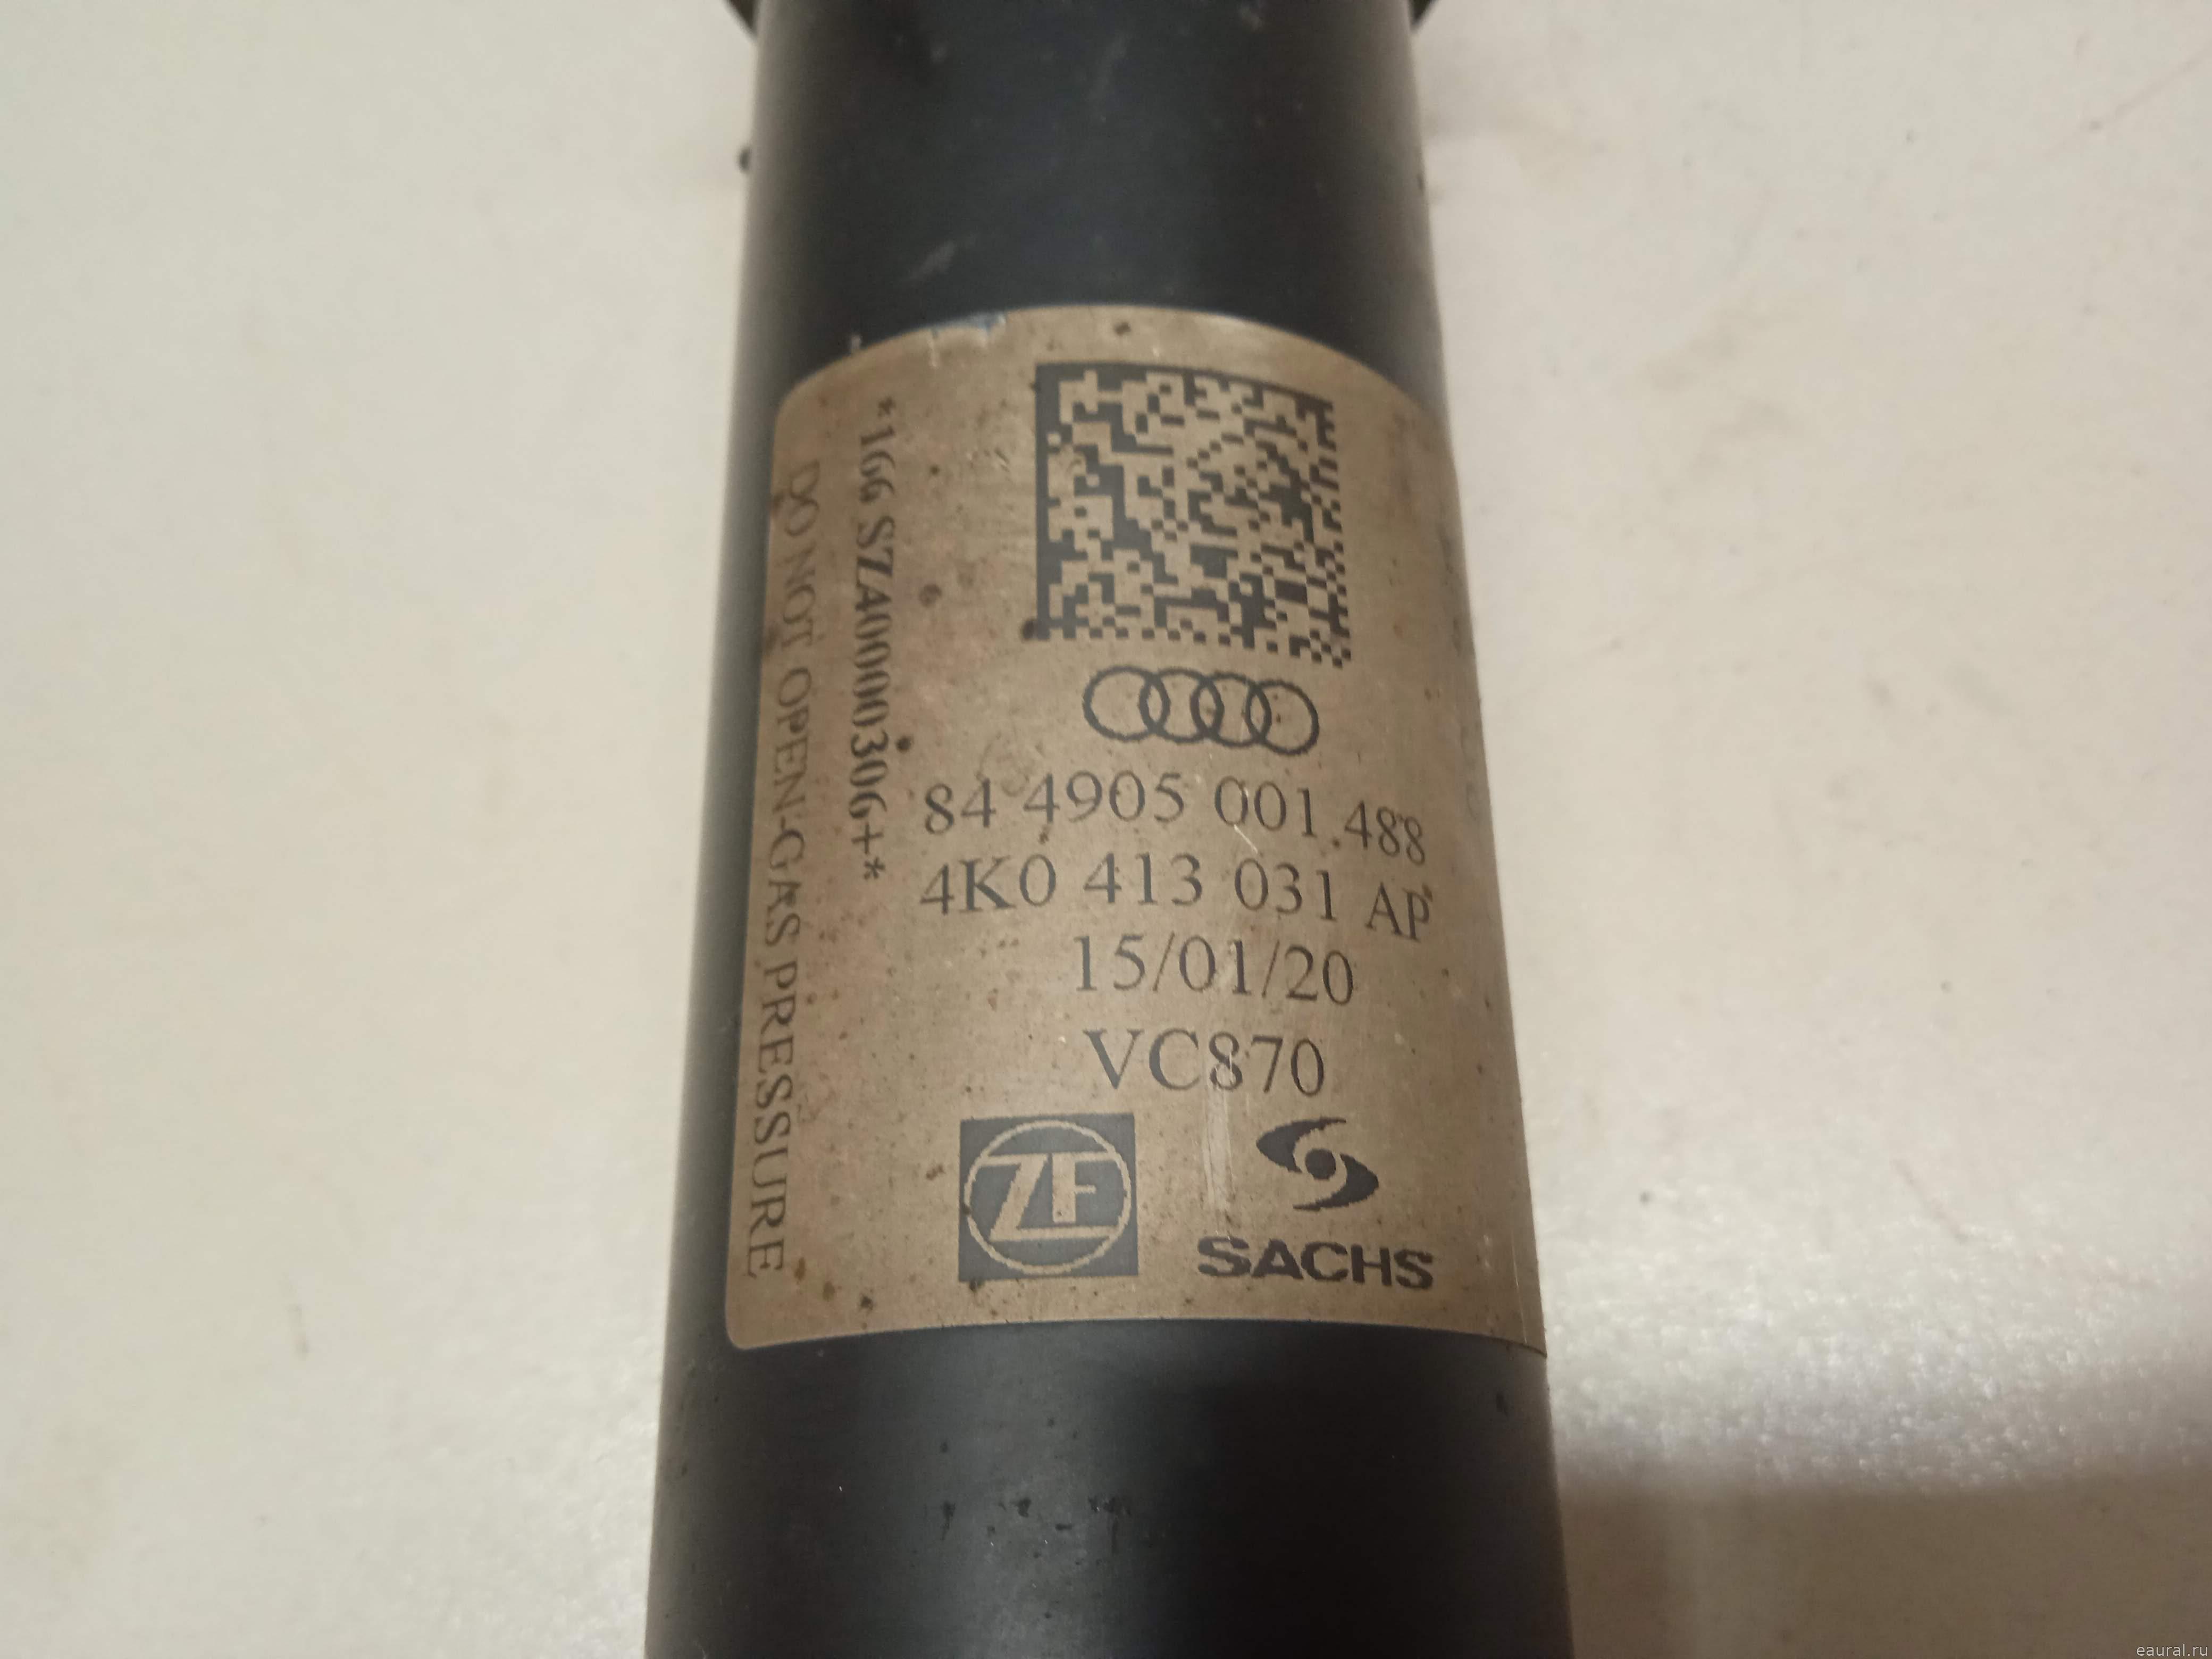 84 4905 001.488
4K0 413 031 AP
15/01/20
VC870
ZF
SACHS
*166 SZA0000306+*
DO NOT OPEN-GAS PRESSURE
eaural.ru